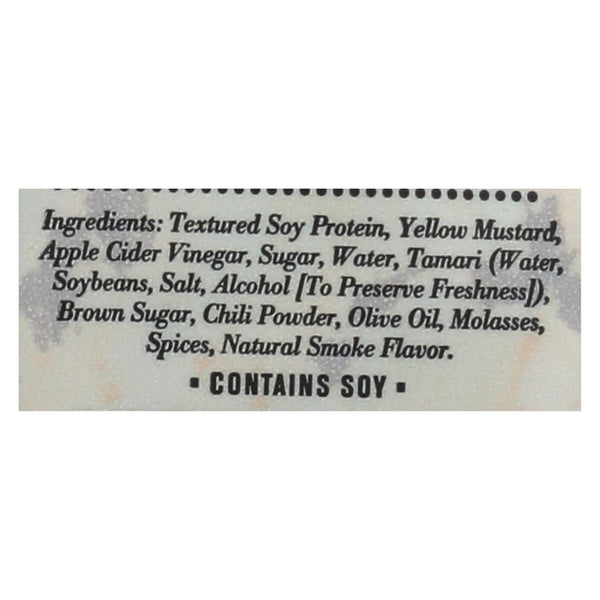 Ingredients: Textured Soy Protein, Yellow Mustard,
Apple Cider Vinegar, Sugar, Water, Tamari (Water,
Soybeans, Salt, Alcohol [To Preserve Freshness]),
Brown Sugar, Chili Powder, Olive Oil, Molasses,
Spices, Natural Smoke Flavor.
▪ CONTAINS SOY ▪